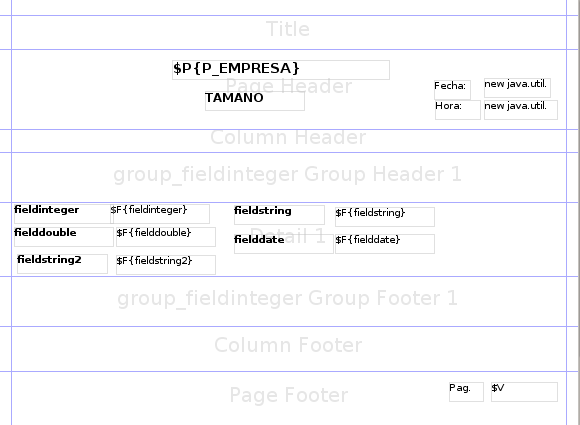 Title
$P{P_EMPRESA}
Page Header
Fecha: new java.util.
TAMANO
Hora: new java.util.
Column Header
group_fieldinteger Group Header 1
fieldinteger $F{fieldinteger} fieldstring $F{fieldstring}
fielddouble $F{fielddouble} fielddate $F{fielddate}
Detail 1
fieldstring2 $F{fieldstring2}
group_fieldinteger Group Footer 1
Column Footer
Page Footer
Pag. $V